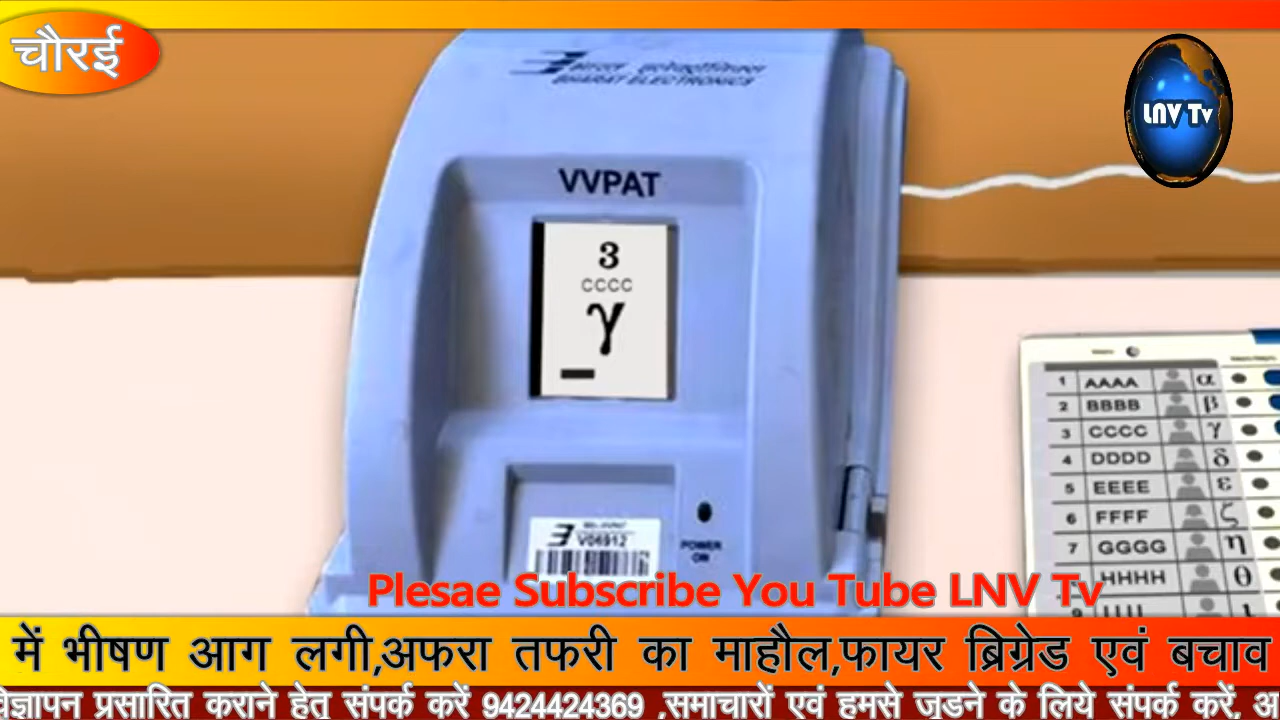 चौरई
LNV Tv
BHARAT ELECTRONICS
VVPAT
3
CCCC
γ
1 AAAA α
2 BBBB β
3 CCCC γ
4 DDDD δ
5 EEEE ε
6 FFFF ζ
7 GGGG η
HHHH θ
V06912
POWER
ON
Plesae Subscribe You Tube LNV Tv
में भीषण आग लगी,अफरा तफरी का माहौल,फायर ब्रिग्रेड एवं बचाव
विज्ञापन प्रसारित कराने हेतु संपर्क करें 9424424369 ,समाचारों एवं हमसे जुडने के लिये संपर्क करें,